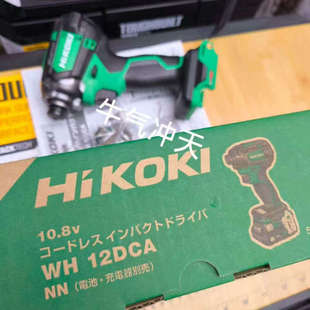 TOUGHBUILT
HiKOKI
牛气冲天
HiKOKI
10.8v
コードレス インパクトドライバ
WH 12DCA
NN (電池・充電器別売)